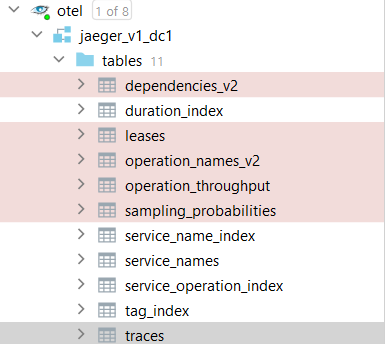 otel 1 of 8
jaeger_v1_dc1
tables 11
dependencies_v2
duration_index
leases
operation_names_v2
operation_throughput
sampling_probabilities
service_name_index
service_names
service_operation_index
tag_index
traces